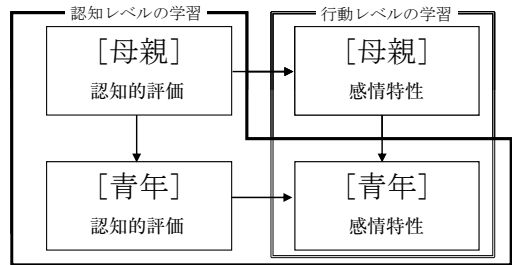 認知レベルの学習
行動レベルの学習
［母親］
認知的評価
［母親］
感情特性
［青年］
認知的評価
［青年］
感情特性